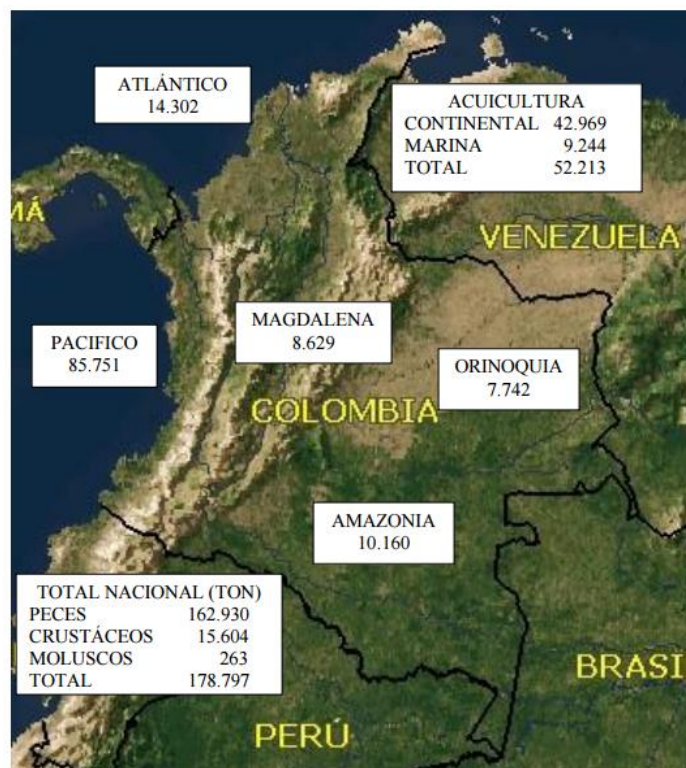 ATLÁNTICO
14.302
ACUICULTURA
CONTINENTAL 42.969
MARINA 9.244
TOTAL 52.213
MÁ
VENEZUELA
MAGDALENA
8.629
PACIFICO
85.751
ORINOQUIA
7.742
COLOMBIA
AMAZONIA
10.160
TOTAL NACIONAL (TON)
PECES 162.930
CRUSTÁCEOS 15.604
MOLUSCOS 263
TOTAL 178.797
BRASI
PERÚ